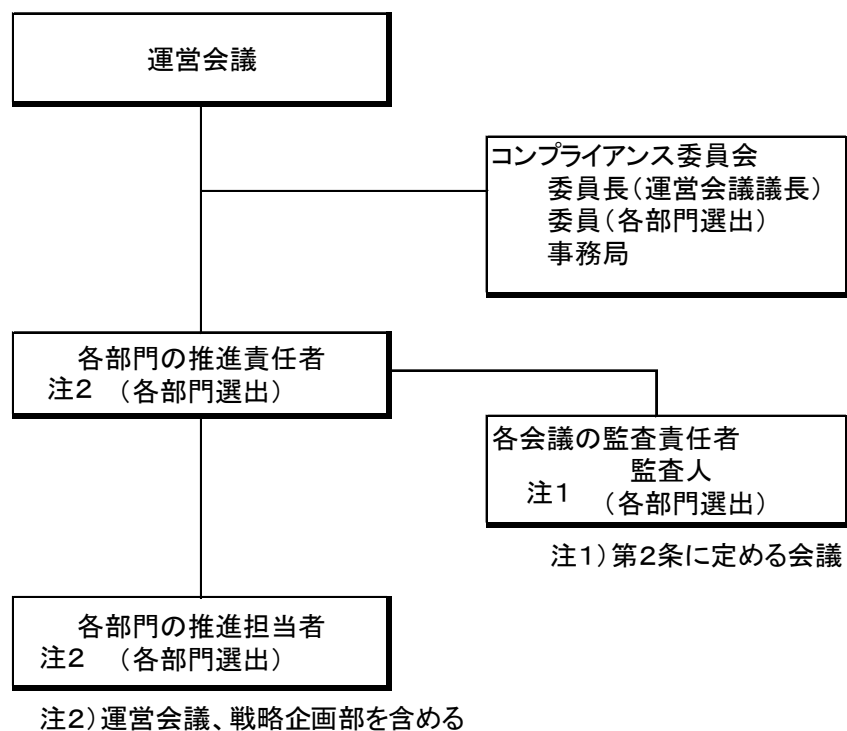 運営会議
コンプライアンス委員会
委員長(運営会議議長)
委員(各部門選出)
事務局
各部門の推進責任者
注2 (各部門選出)
各会議の監査責任者
監査人
注1 (各部門選出)
注1)第2条に定める会議
各部門の推進担当者
注2 (各部門選出)
注2)運営会議、戦略企画部を含める